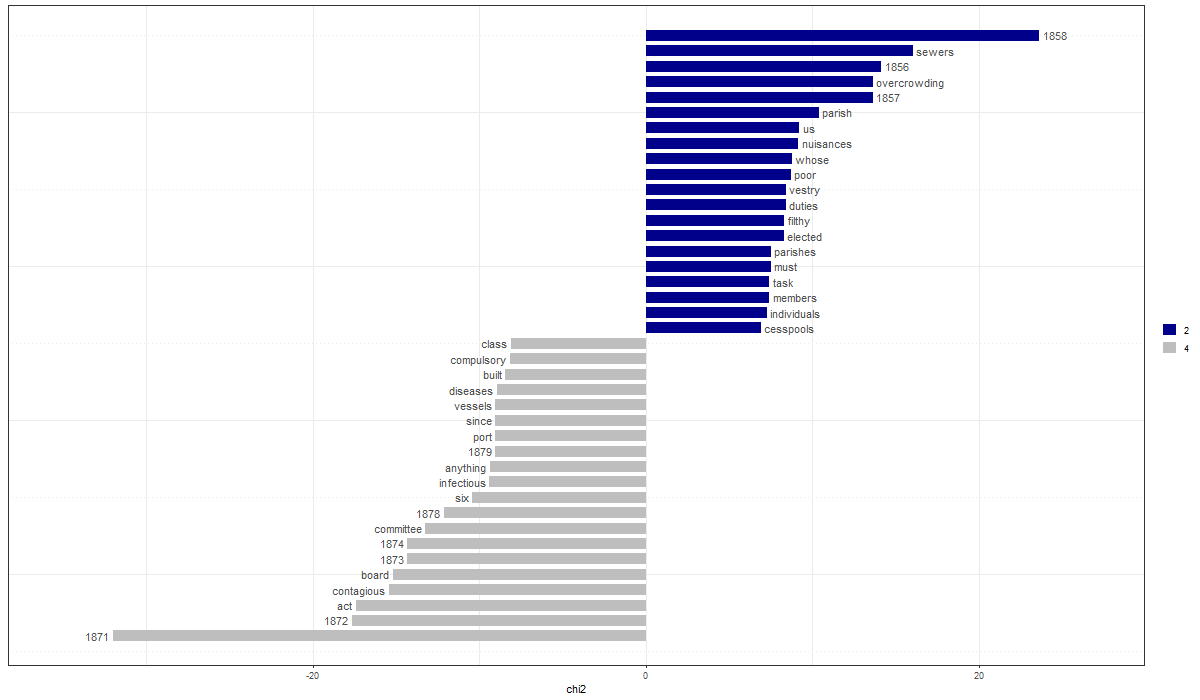 1858
sewers
1856
overcrowding
1857
parish
us
nuisances
whose
poor
vestry
duties
filthy
elected
parishes
must
task
members
individuals
cesspools
2
4
class
compulsory
built
diseases
vessels
since
port
1879
anything
infectious
six
1878
committee
1874
1873
board
contagious
act
1872
1871
-20 0 20
chi2